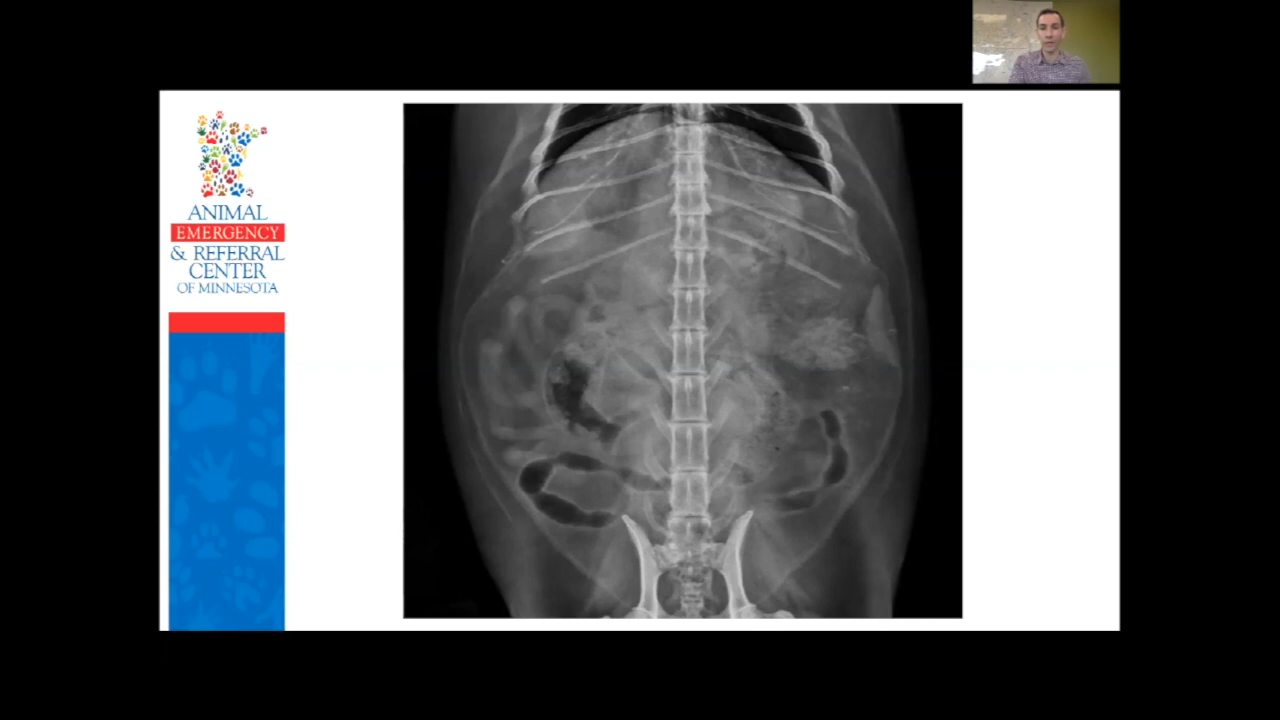 ANIMAL
EMERGENCY
& REFERRAL
CENTER
OF MINNESOTA